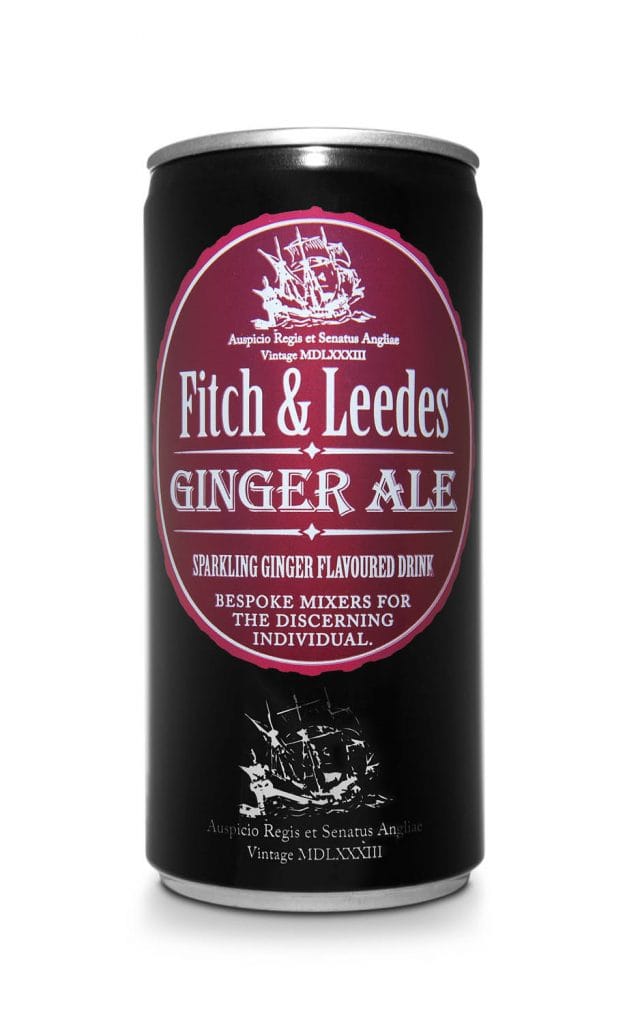 Auspicio Regis et Senatus Angliae
Vintage MDLXXXIII
Fitch & Leedes
GINGER ALE
SPARKLING GINGER FLAVOURED DRINK
BESPOKE MIXERS FOR
THE DISCERNING
INDIVIDUAL.
Auspicio Regis et Senatus Angliae
Vintage MDLXXXIII